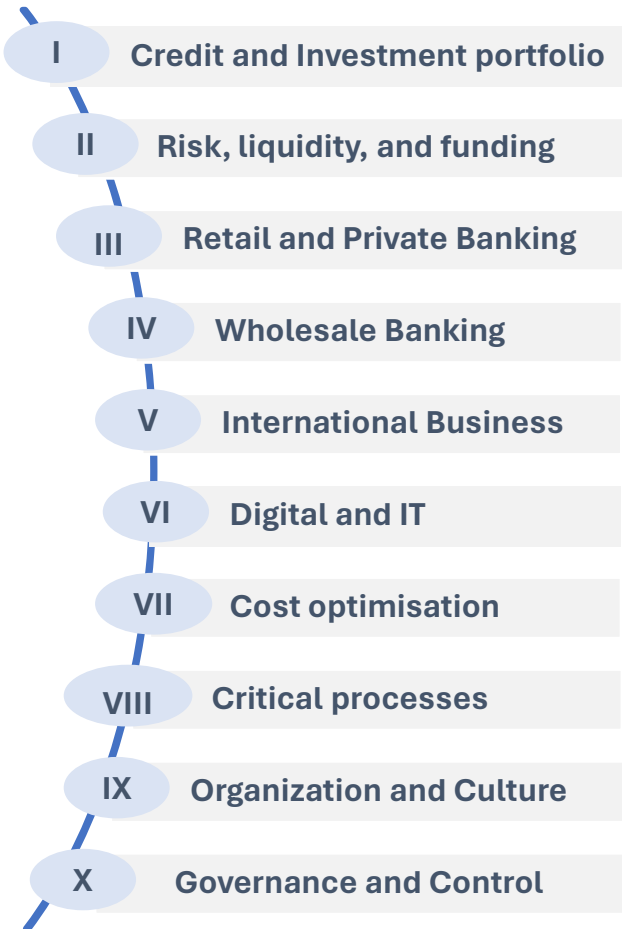 I Credit and Investment portfolio
II Risk, liquidity, and funding
III Retail and Private Banking
IV Wholesale Banking
V International Business
VI Digital and IT
VII Cost optimisation
VIII Critical processes
IX Organization and Culture
X Governance and Control